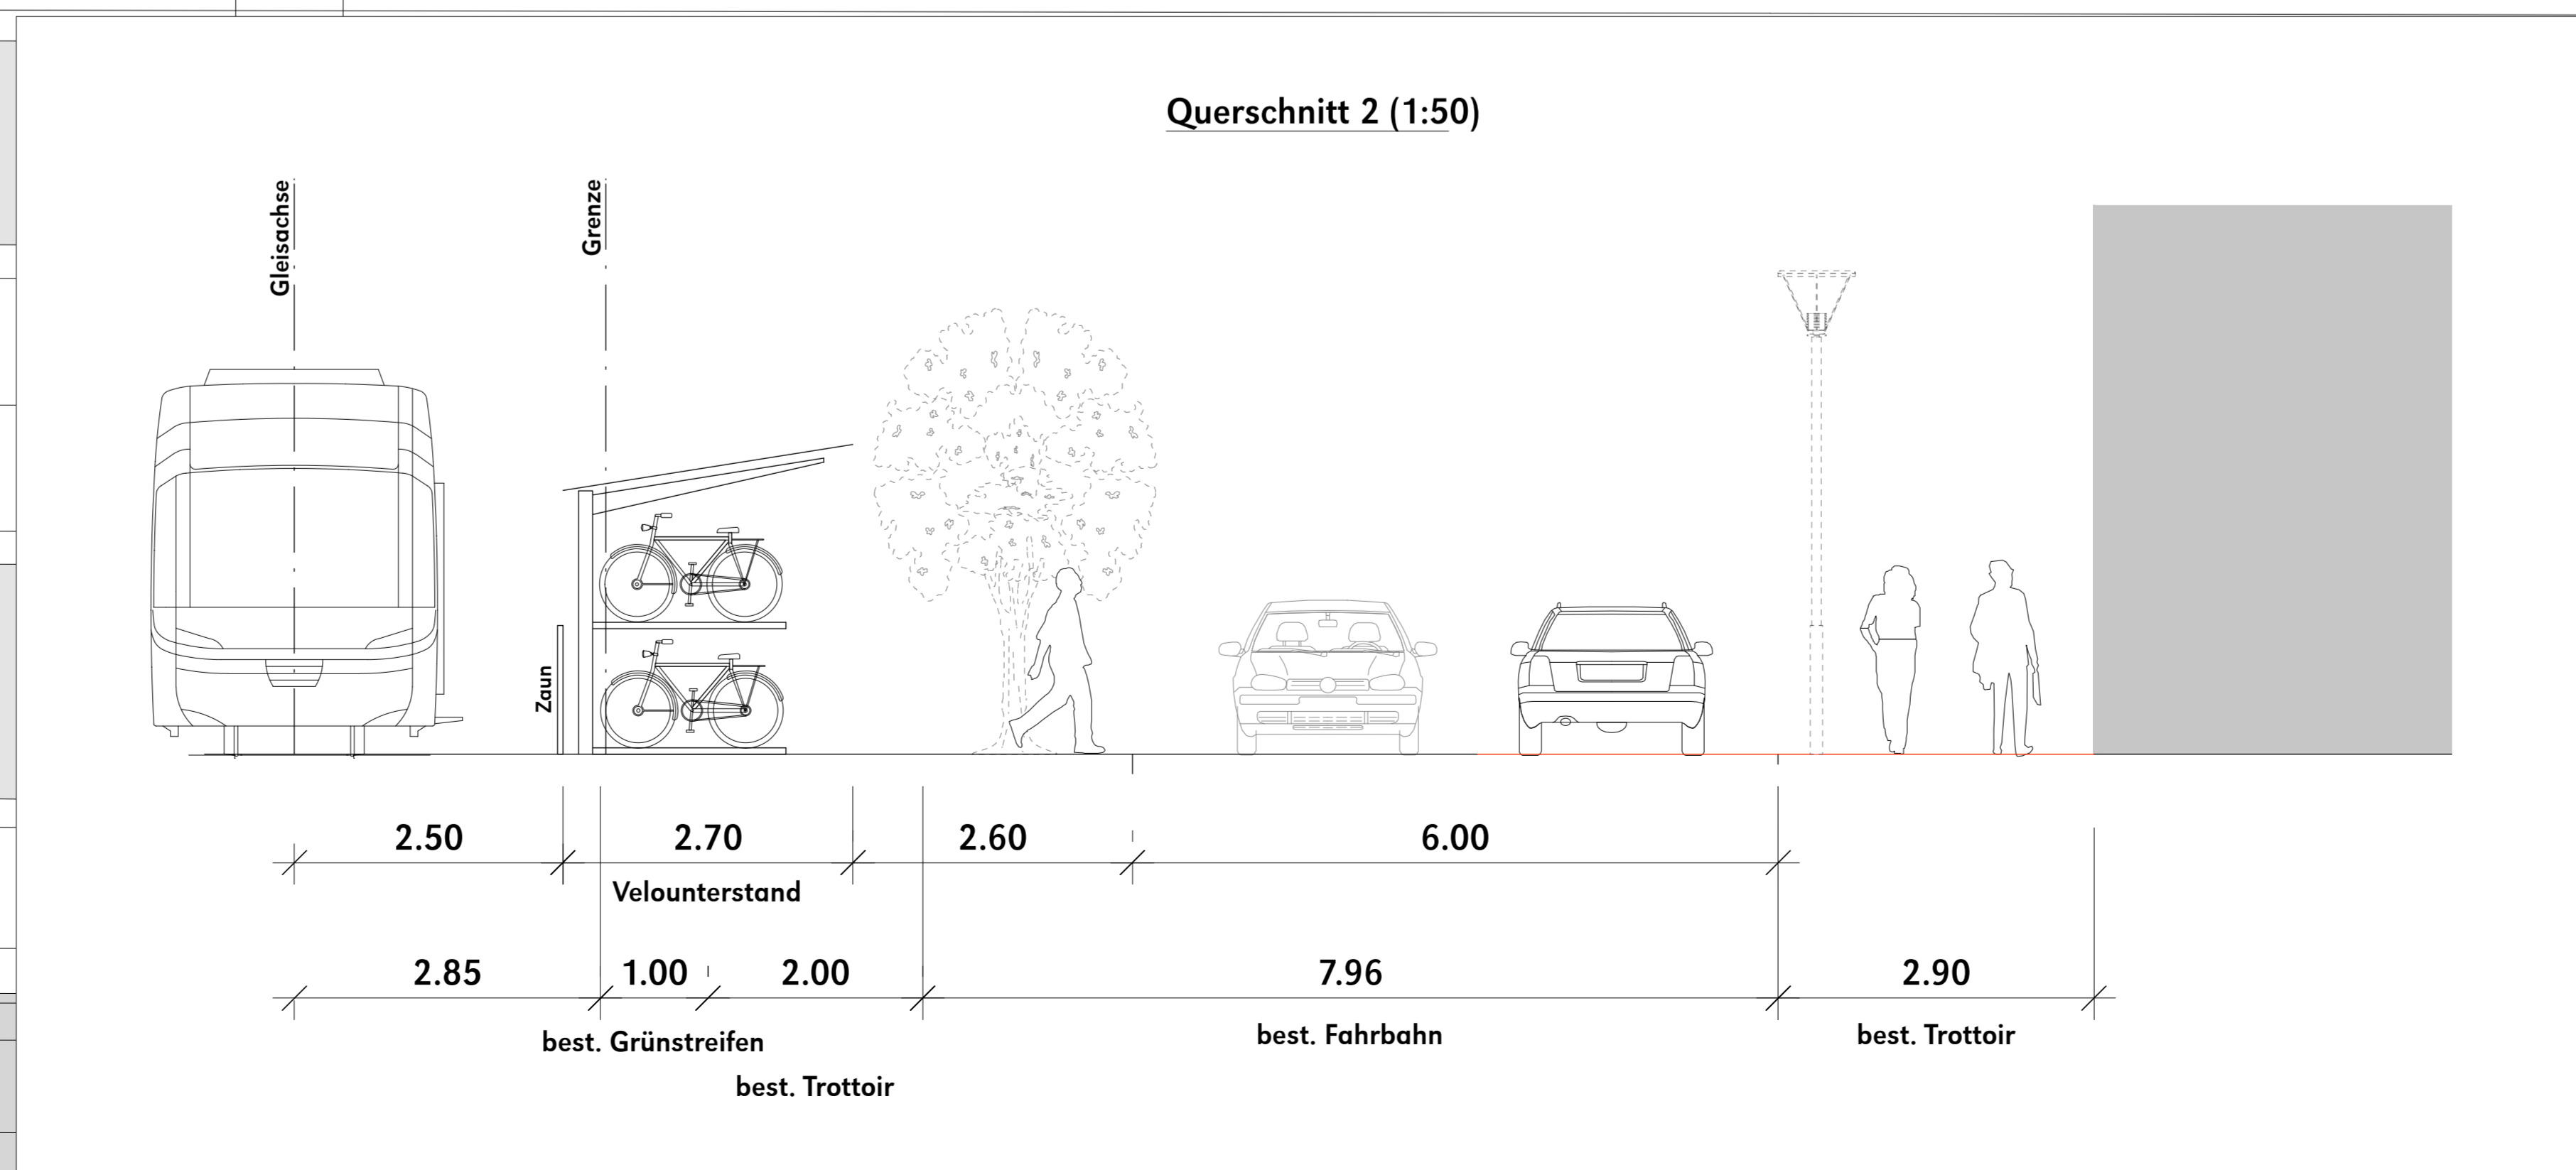 Querschnitt 2 (1:50)
Gleisachse
Grenze
Zaun
2.50
2.70
2.60
6.00
Velounterstand
2.85
1.00
2.00
7.96
2.90
best. Grünstreifen
best. Fahrbahn
best. Trottoir
best. Trottoir